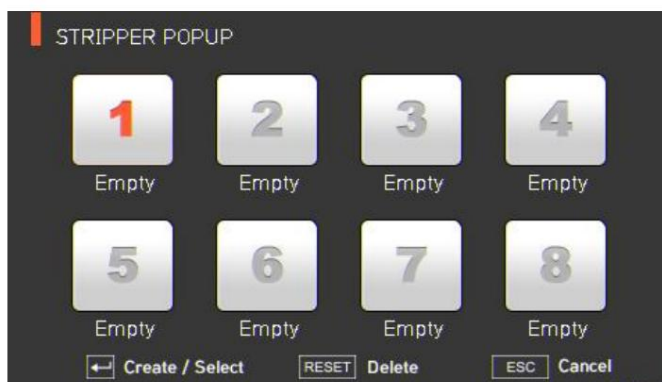 STRIPPER POPUP
1 2 3 4
Empty Empty Empty Empty
5 6 7 8
Empty Empty Empty Empty
Create / Select RESET Delete ESC Cancel